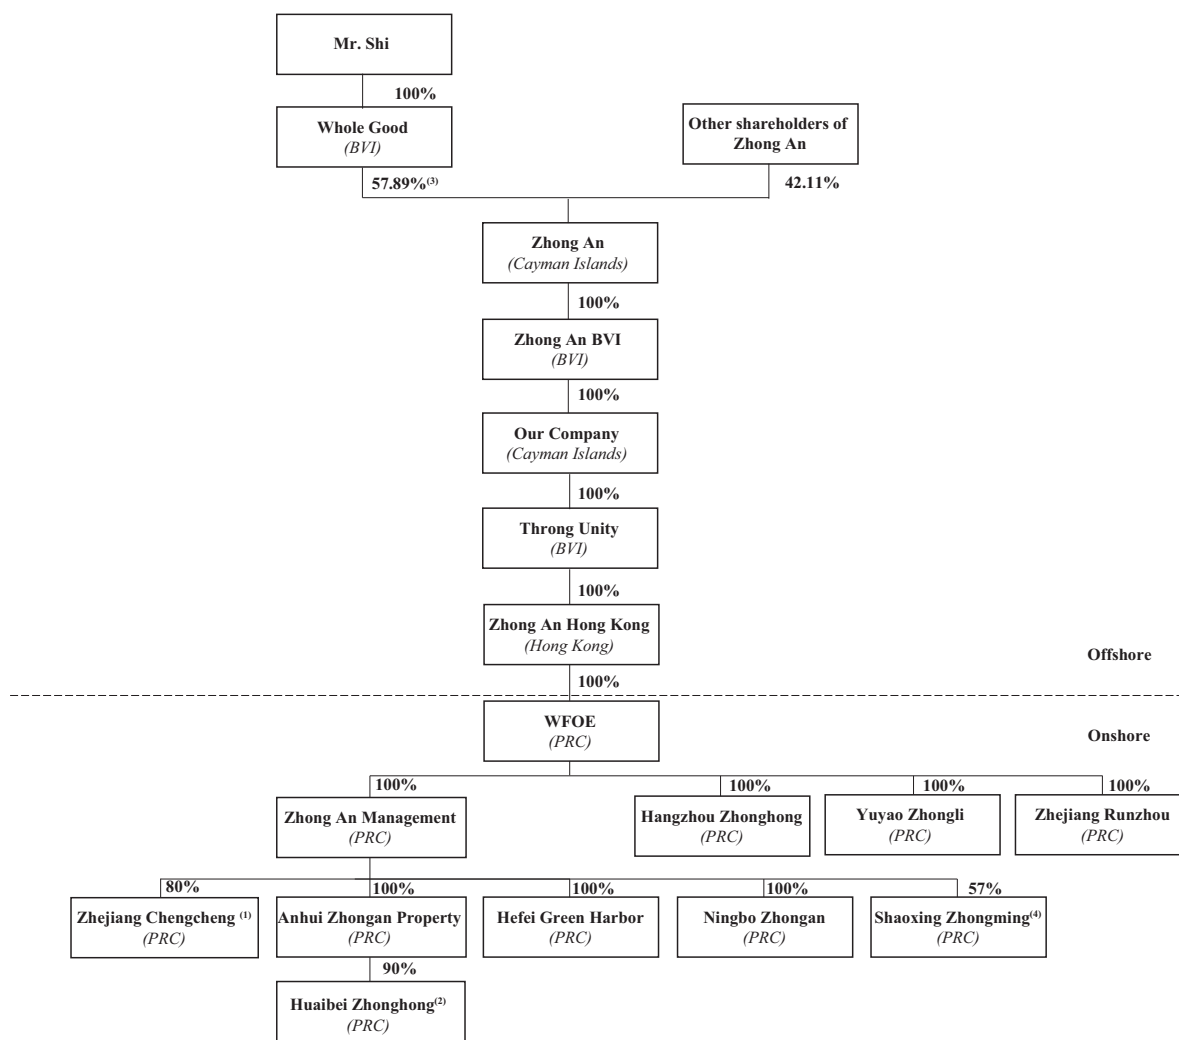 Mr. Shi
100%
Whole Good
(BVI)
Other shareholders of
Zhong An
57.89%(3)
42.11%
Zhong An
(Cayman Islands)
100%
Zhong An BVI
(BVI)
100%
Our Company
(Cayman Islands)
100%
Throng Unity
(BVI)
100%
Zhong An Hong Kong
(Hong Kong)
Offshore
100%
WFOE
(PRC)
Onshore
100%
100%
100%
100%
Zhong An Management
(PRC)
Hangzhou Zhonghong
(PRC)
Yuyao Zhongli
(PRC)
Zhejiang Runzhou
(PRC)
80%
100%
100%
100%
57%
Zhejiang Chengcheng (1)
(PRC)
Anhui Zhongan Property
(PRC)
Hefei Green Harbor
(PRC)
Ningbo Zhongan
(PRC)
Shaoxing Zhongming(4)
(PRC)
90%
Huaibei Zhonghong(2)
(PRC)